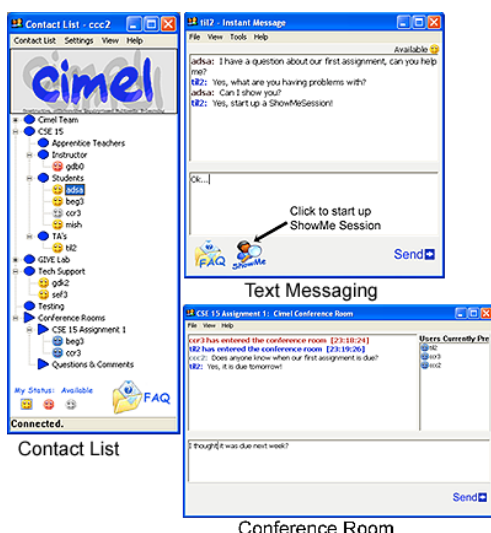 Contact List - ccc2
Contact List Settings View Help
Cimel
Cimel Team
CSE 15
Apprentice Teachers
Instructor
gdb0
Students
adsa
beg3
cor3
mish
TA's
til2
GIVE Lab
Tech Support
gdk2
sef3
Testing
Conference Rooms
CSE 15 Assignment 1
beg3
cor3
Questions & Comments
My Status: Available
FAQ
Connected.
Contact List
til2 - Instant Message
File View Tools Help
Available
adsa: I have a question about our first assignment, can you help
me?
til2: Yes, what are you having problems with?
adsa: Can I show you?
til2: Yes, start up a ShowMeSession!
Ok...
Click to start up
ShowMe Session
FAQ ShowMe
Send
Text Messaging
CSE 15 Assignment 1: Cimel Conference Room
File View Help
cor3 has entered the conference room [23:18:24]
til2 has entered the conference room [23:19:26]
ccc2: Does anyone know when our first assignment is due?
til2: Yes, it is due tomorrow!
Users Currently Pre
til2
cor3
ccc2
I thought it was due next week?
Send
Conference Room